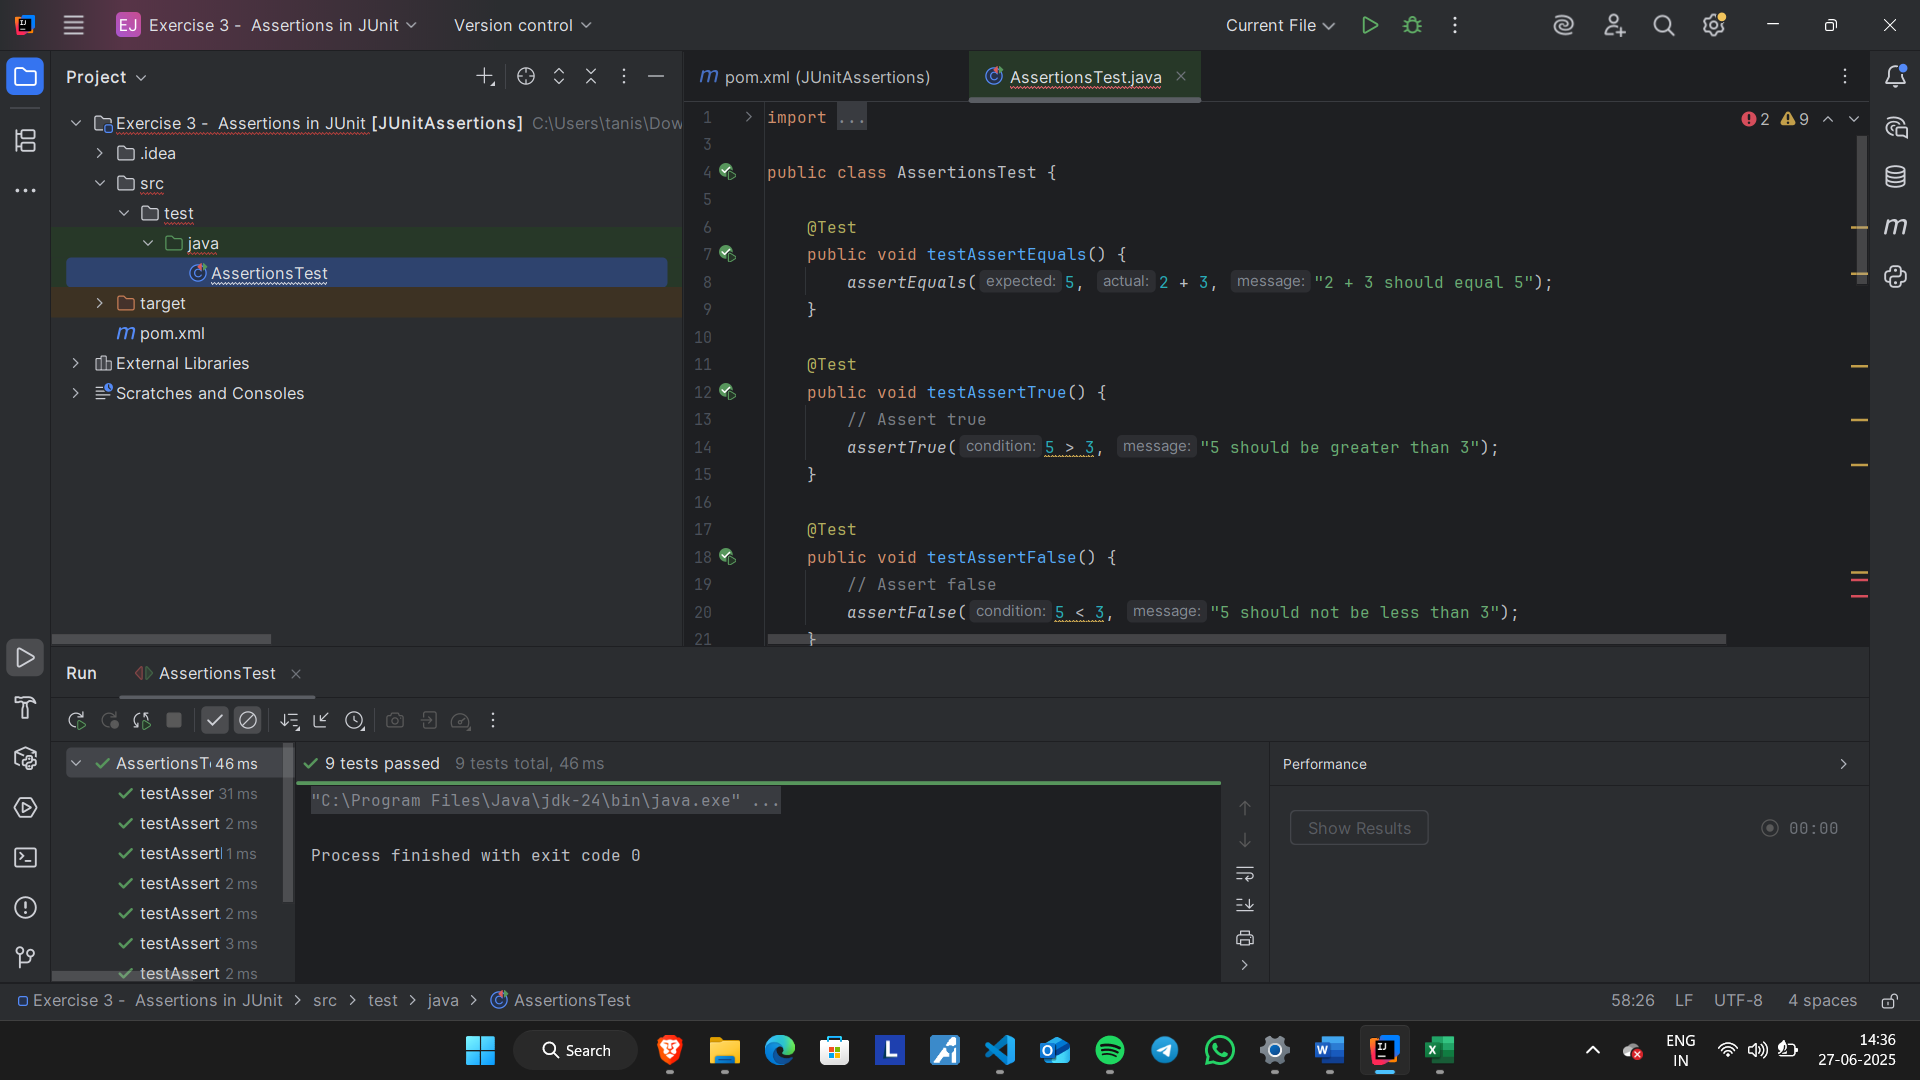 EJ Exercise 3 -  Assertions in JUnit
Version control
Current File
Project
Exercise 3 -  Assertions in JUnit [JUnitAssertions] C:\Users\tanis\Dow
.idea
src
test
java
AssertionsTest
target
pom.xml
External Libraries
Scratches and Consoles
pom.xml (JUnitAssertions)
AssertionsTest.java
2 9
1 import ...
3
4 public class AssertionsTest {
5
6 @Test
7 public void testAssertEquals() {
8 assertEquals( expected: 5, actual: 2 + 3, message: "2 + 3 should equal 5");
9 }
10
11 @Test
12 public void testAssertTrue() {
13 // Assert true
14 assertTrue( condition: 5 > 3, message: "5 should be greater than 3");
15 }
16
17 @Test
18 public void testAssertFalse() {
19 // Assert false
20 assertFalse( condition: 5 < 3, message: "5 should not be less than 3");
21 }
Run
AssertionsTest
AssertionsT 46 ms
testAsser 31 ms
testAssert 2 ms
testAssert 1 ms
testAssert 2 ms
testAssert 2 ms
testAssert 3 ms
testAssert 2 ms
9 tests passed 9 tests total, 46 ms
"C:\Program Files\Java\jdk-24\bin\java.exe" ...
Process finished with exit code 0
Performance
Show Results
00:00
Exercise 3 -  Assertions in JUnit > src > test > java > AssertionsTest
58:26 LF UTF-8 4 spaces
Search
ENG
IN
14:36
27-06-2025